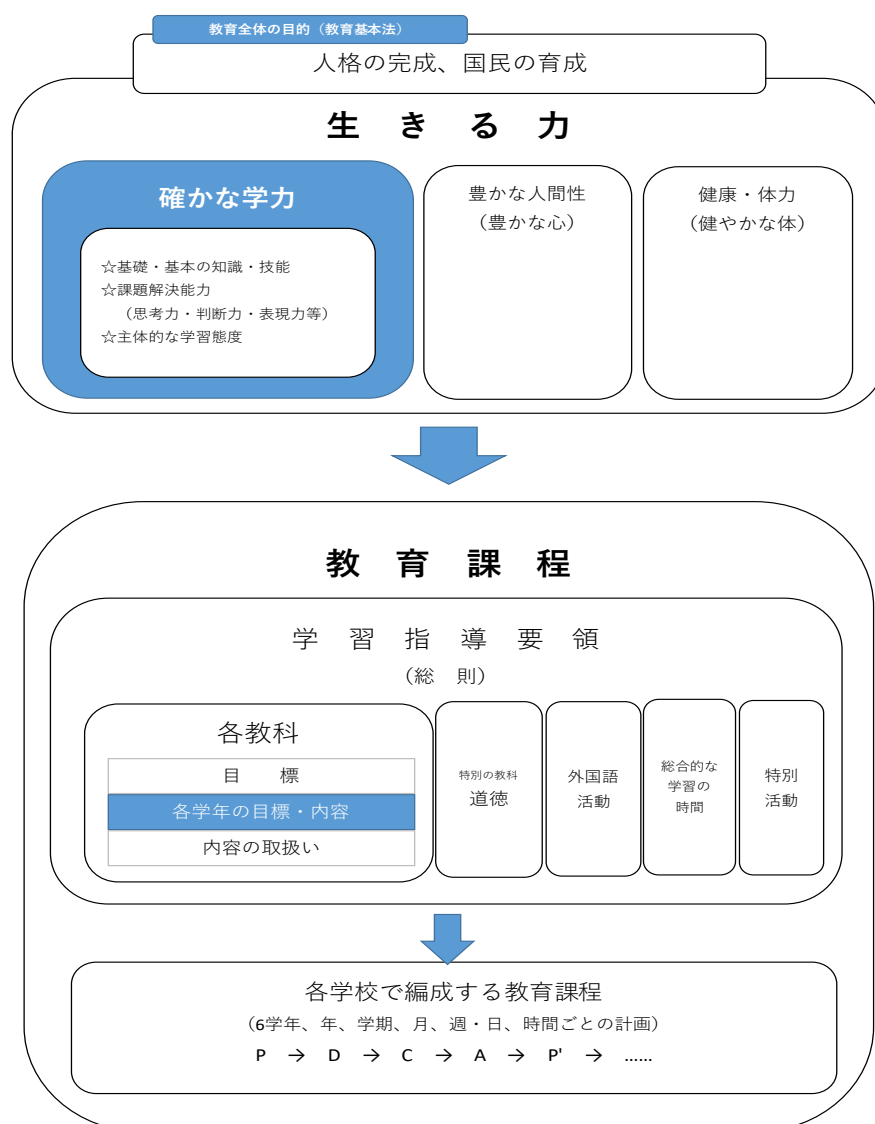 教育全体の目的（教育基本法）
人格の完成、国民の育成
生きる力
確かな学力
☆基礎・基本の知識・技能
☆課題解決能力
（思考力・判断力・表現力等）
☆主体的な学習態度
豊かな人間性
（豊かな心）
健康・体力
（健やかな体）
教育課程
学習指導要領
（総　則）
各教科
目　　標
各学年の目標・内容
内容の取扱い
特別の教科
道徳
外国語
活動
総合的な
学習の
時間
特別
活動
各学校で編成する教育課程
（6学年、年、学期、月、週・日、時間ごとの計画）
P → D → C → A → P' → ……